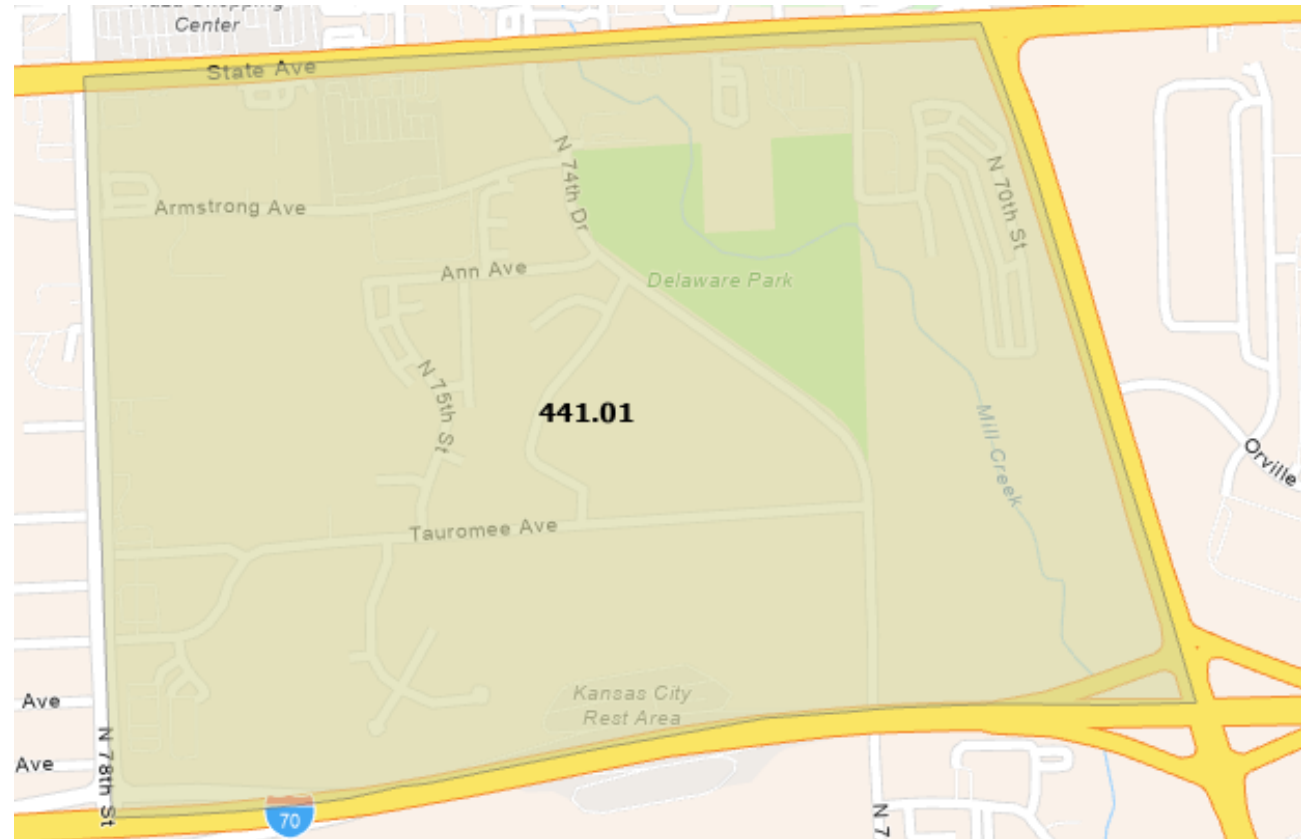 Center
State Ave
N 74th Dr
Armstrong Ave
N 70th St
Ann Ave
Delaware Park
N 75th St
441.01
Mill Creek
Orville
Tauromee Ave
Kansas City
Rest Area
Ave
N 78th St
Ave
70
N 7